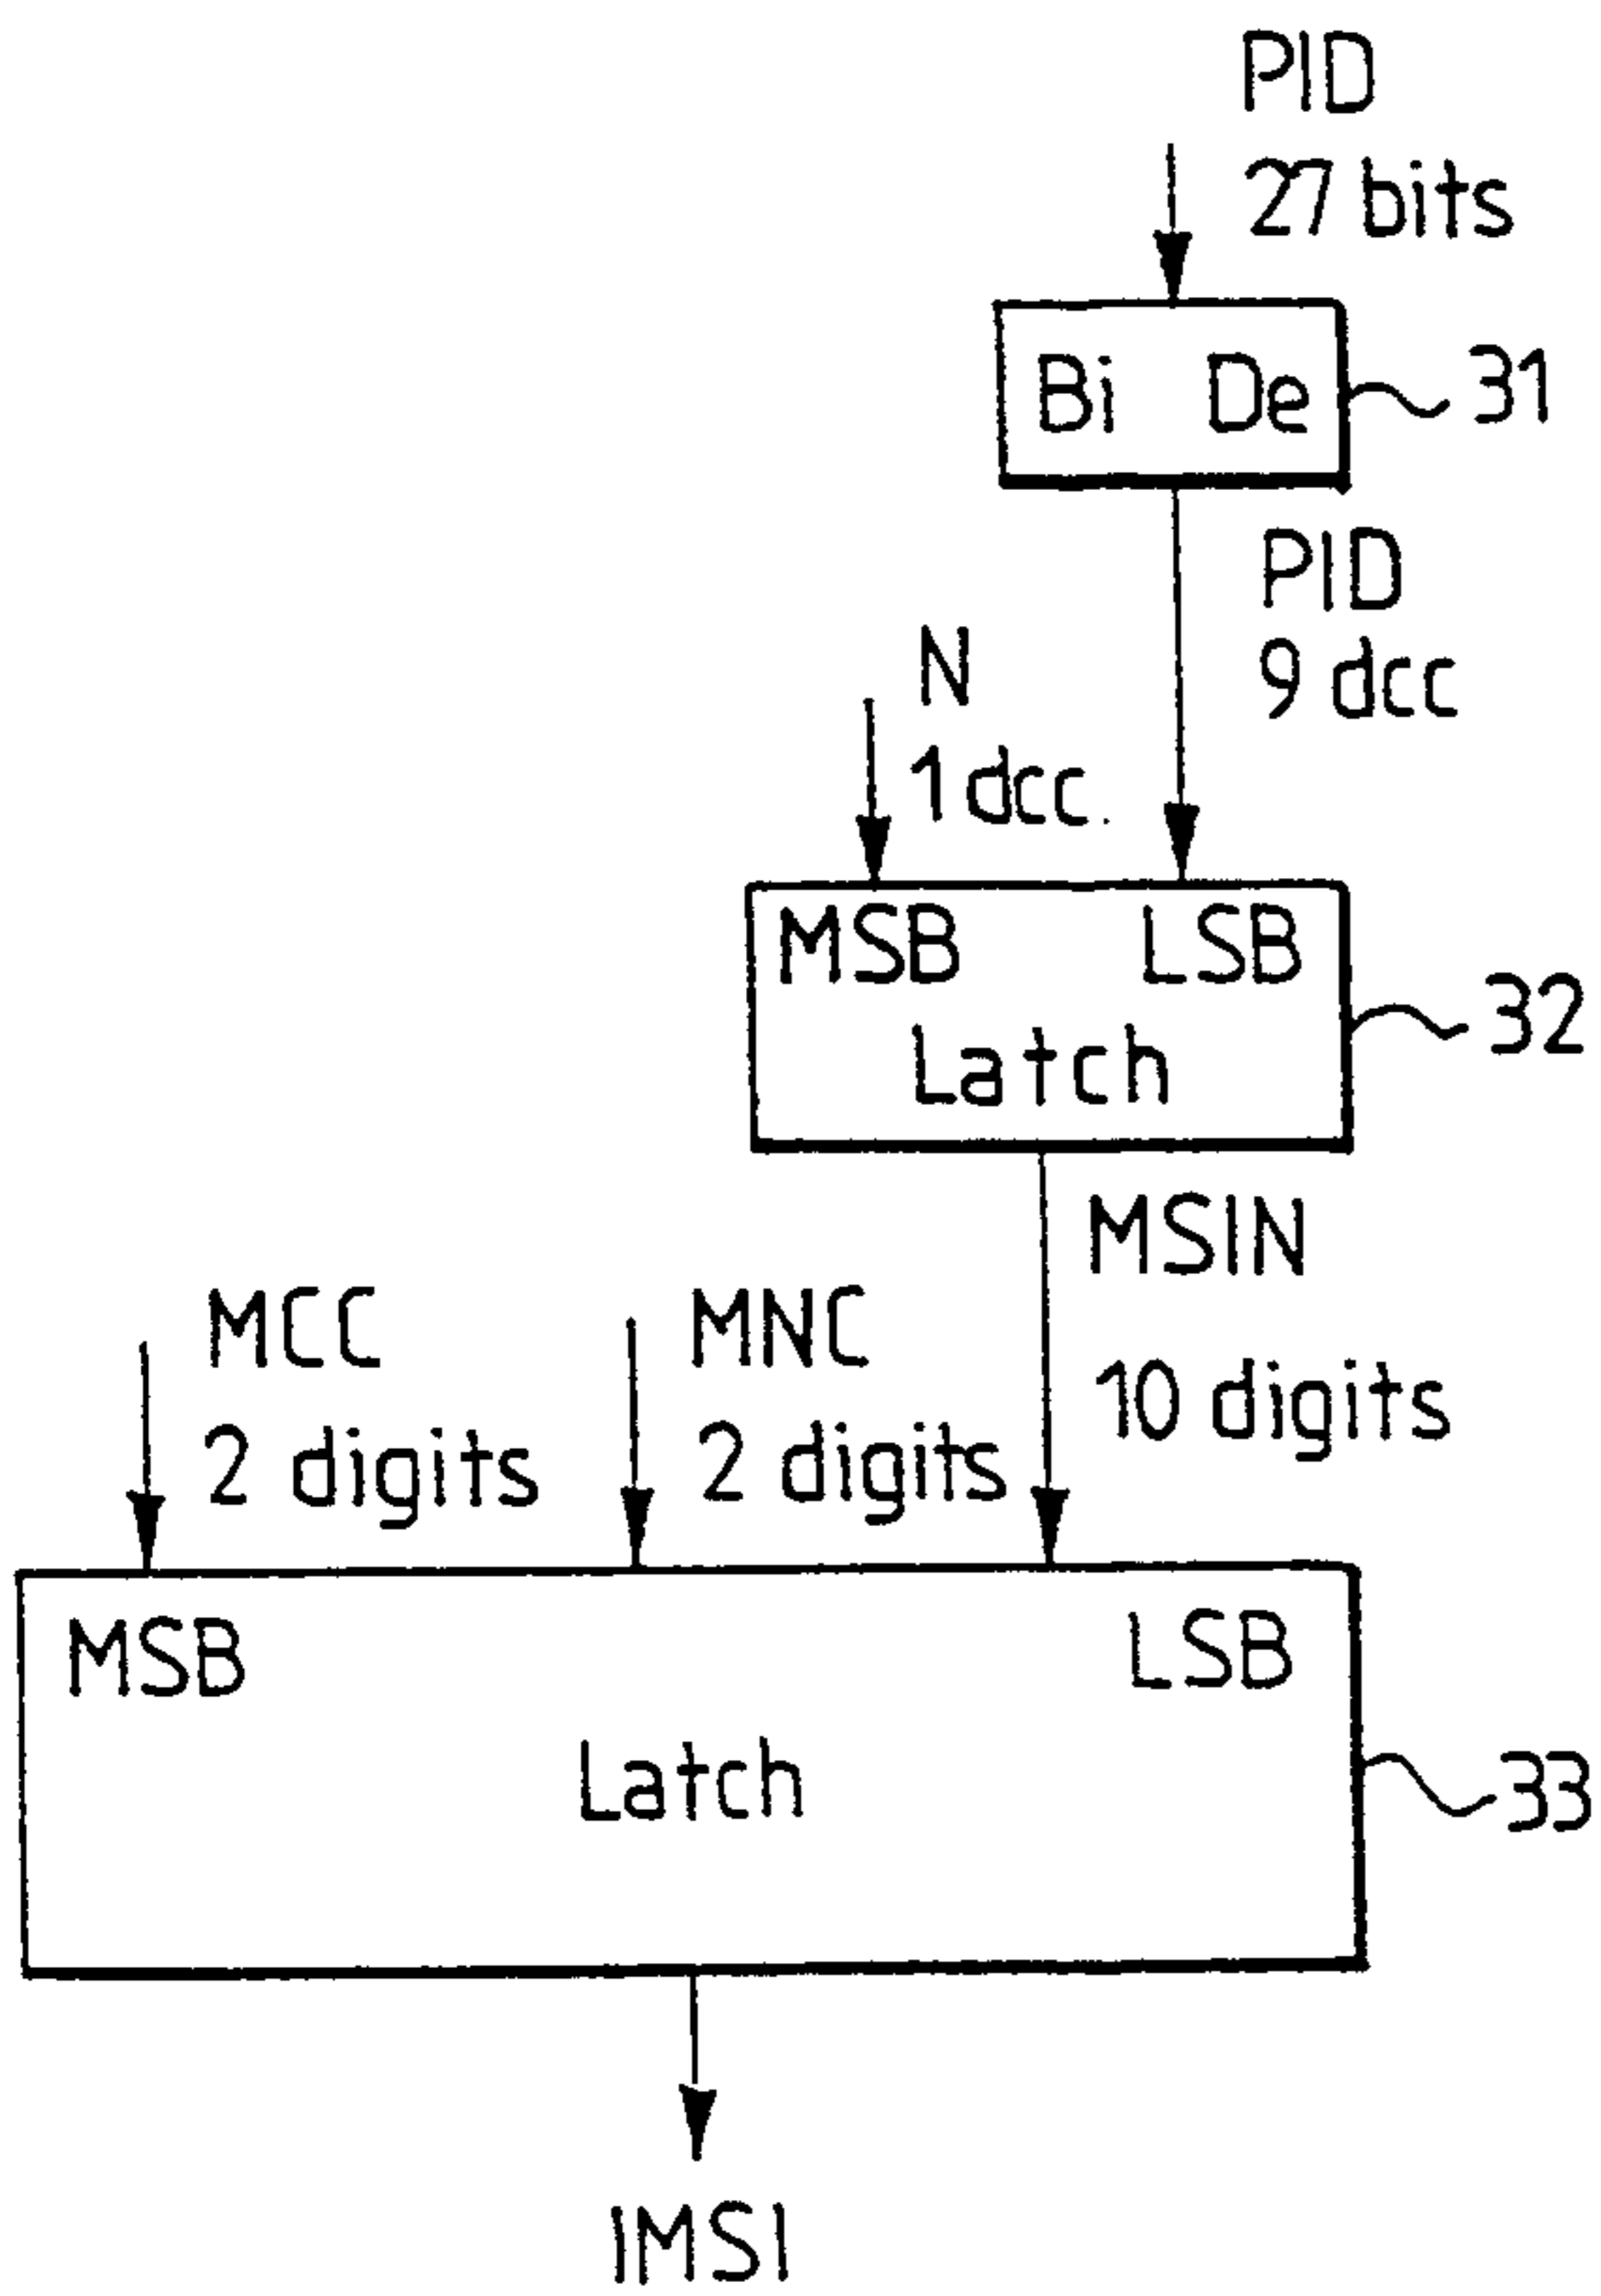 PID
27 bits
Bi De
31
PID
9 dcc
N
1 dcc.
MSB LSB
Latch
32
MSIN
10 digits
MCC
2 digits
MNC
2 digits
MSB LSB
Latch
33
IMSI